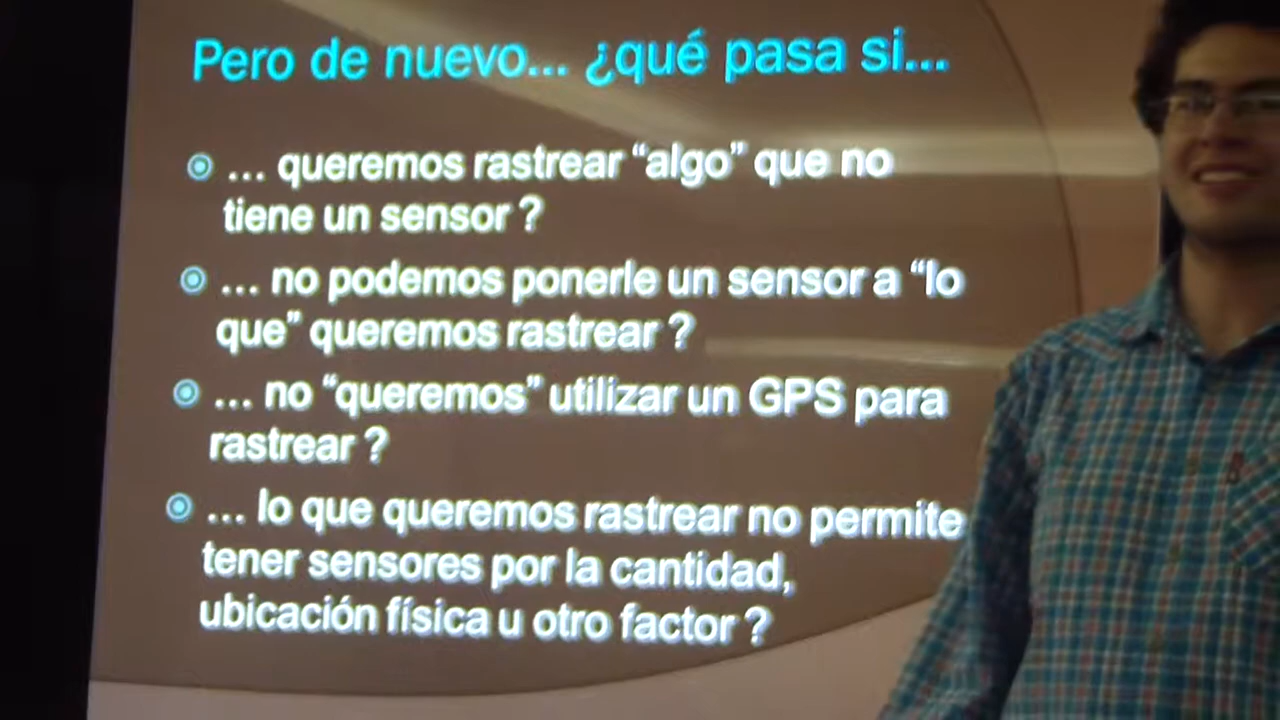 Pero de nuevo... ¿qué pasa si...
... queremos rastrear “algo” que no
tiene un sensor ?
... no podemos ponerle un sensor a “lo
que” queremos rastrear ?
... no “queremos” utilizar un GPS para
rastrear ?
... lo que queremos rastrear no permite
tener sensores por la cantidad,
ubicación física u otro factor ?